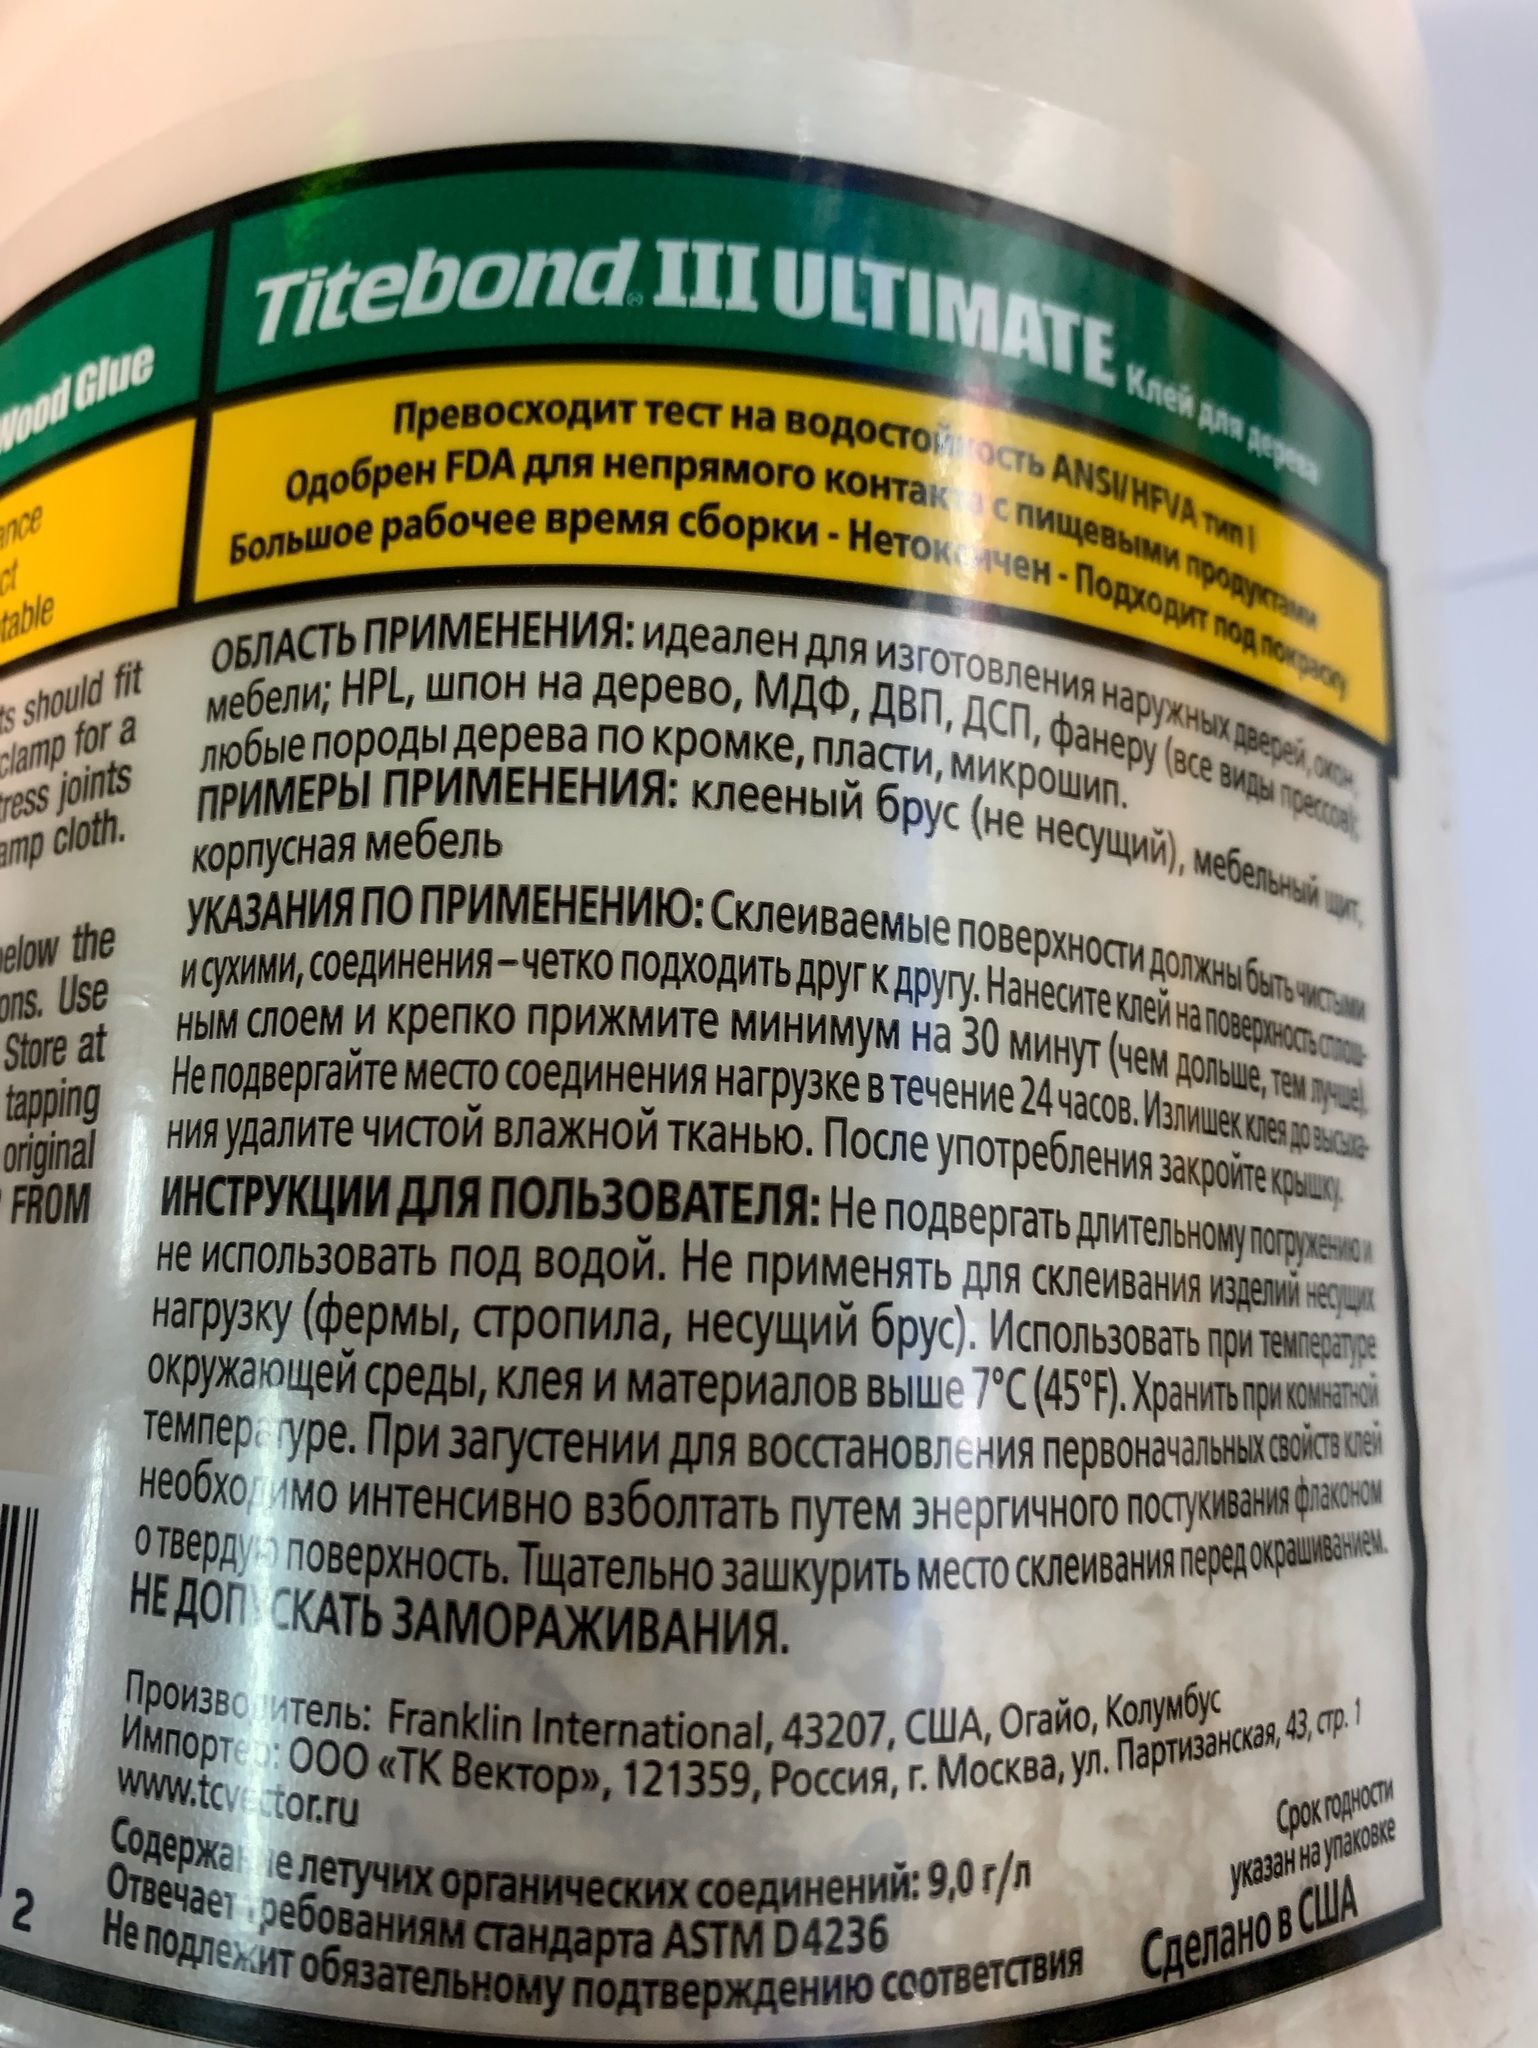 Wood Glue
ance
ct
table
ts should fit
clamp for a
tress joints
amp cloth.
below the
ons. Use
Store at
tapping
original
FROM
2
Titebond® III ULTIMATE Клей для дерева
Превосходит тест на водостойкость ANSI/HFVA тип I
Одобрен FDA для непрямого контакта с пищевыми продуктами
Большое рабочее время сборки - Нетоксичен - Подходит под покраску
ОБЛАСТЬ ПРИМЕНЕНИЯ: идеален для изготовления наружных дверей, окон,
мебели; HPL, шпон на дерево, МДФ, ДВП, ДСП, фанеру (все виды прессов);
любые породы дерева по кромке, пласти, микрошип.
ПРИМЕРЫ ПРИМЕНЕНИЯ: клееный брус (не несущий), мебельный щит,
корпусная мебель
УКАЗАНИЯ ПО ПРИМЕНЕНИЮ: Склеиваемые поверхности должны быть чистыми
и сухими, соединения – четко подходить друг к другу. Нанесите клей на поверхность сплош-
ным слоем и крепко прижмите минимум на 30 минут (чем дольше, тем лучше).
Не подвергайте место соединения нагрузке в течение 24 часов. Излишек клея до высыха-
ния удалите чистой влажной тканью. После употребления закройте крышку.
ИНСТРУКЦИИ ДЛЯ ПОЛЬЗОВАТЕЛЯ: Не подвергать длительному погружению и
не использовать под водой. Не применять для склеивания изделий несущих
нагрузку (фермы, стропила, несущий брус). Использовать при температуре
окружающей среды, клея и материалов выше 7°C (45°F). Хранить при комнатной
температуре. При загустении для восстановления первоначальных свойств клей
необходимо интенсивно взболтать путем энергичного постукивания флаконом
о твердую поверхность. Тщательно зашкурить место склеивания перед окрашиванием.
НЕ ДОПУСКАТЬ ЗАМОРАЖИВАНИЯ.
Производитель: Franklin International, 43207, США, Огайо, Колумбус
Импортер: ООО «ТК Вектор», 121359, Россия, г. Москва, ул. Партизанская, 43, стр. 1
www.tcvector.ru
Содержание летучих органических соединений: 9,0 г/л
Отвечает требованиям стандарта ASTM D4236
Не подлежит обязательному подтверждению соответствия
Срок годности
указан на упаковке
Сделано в США